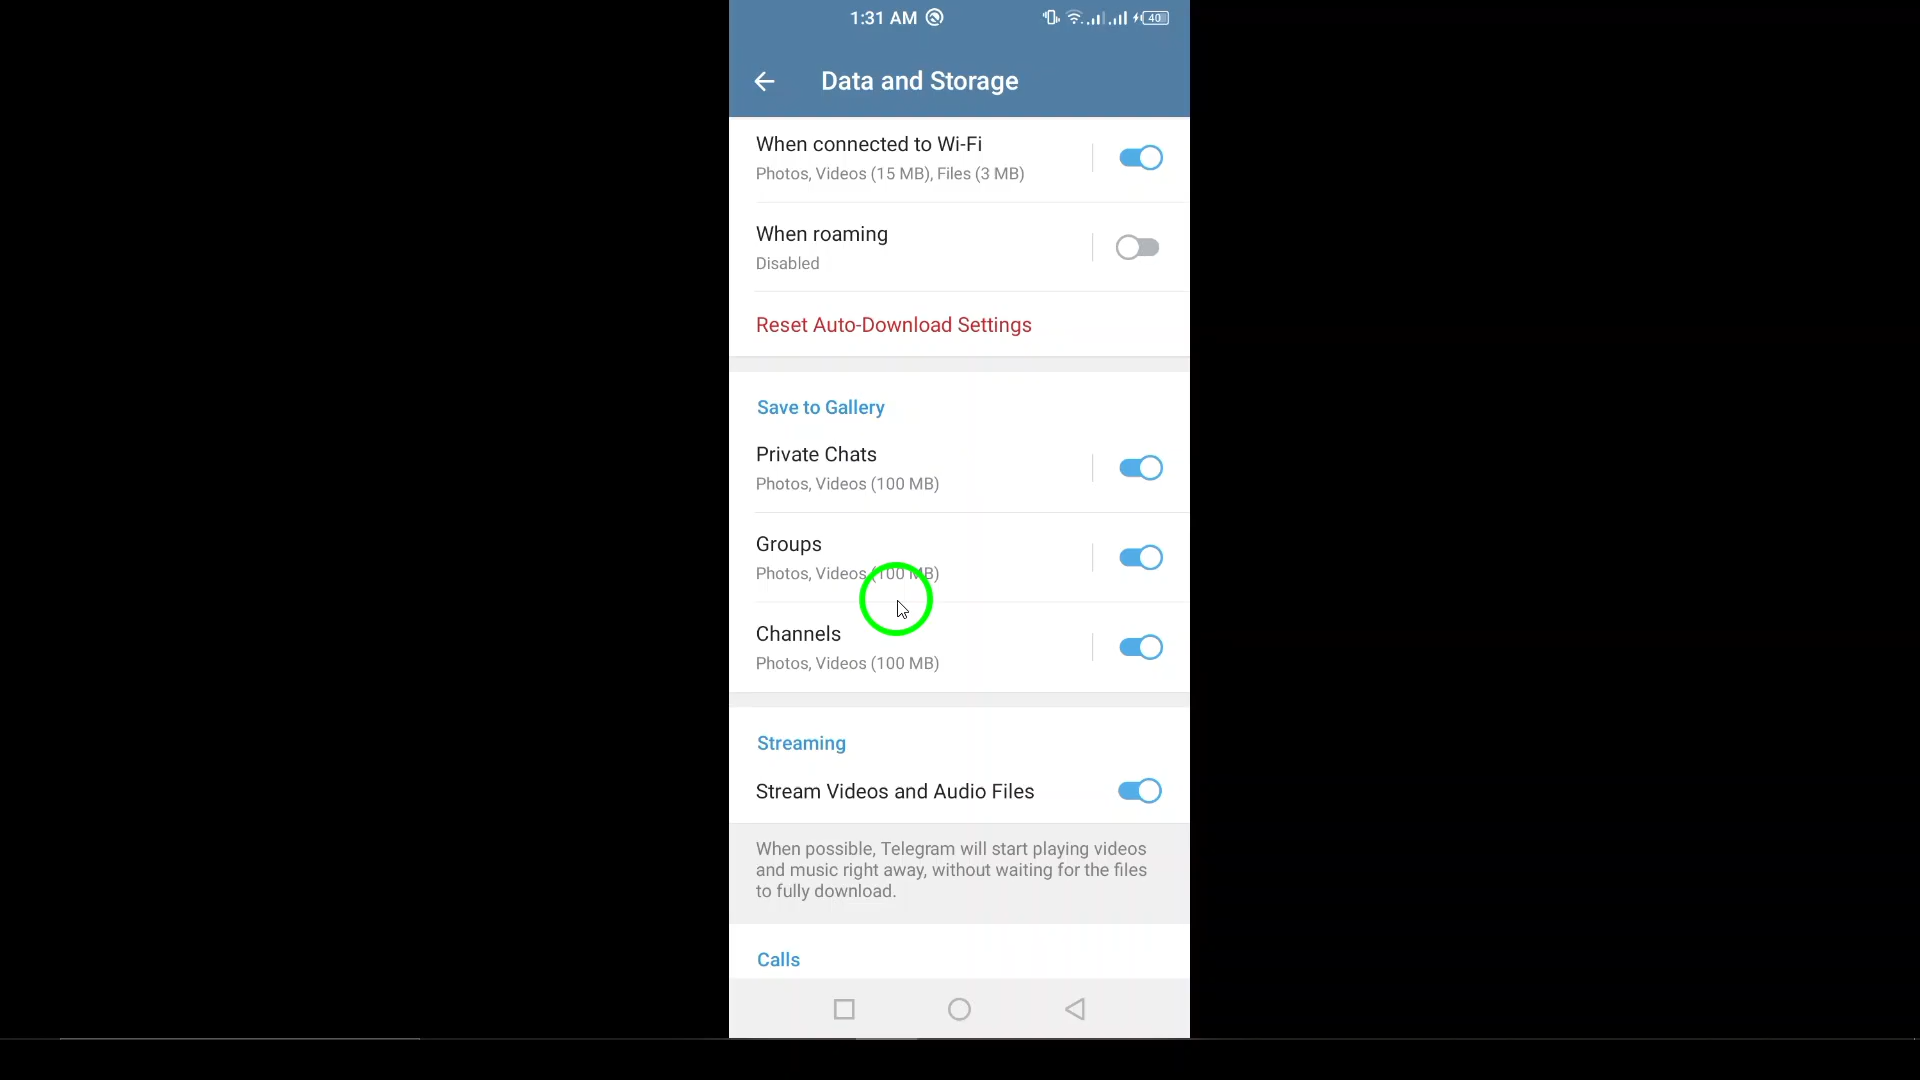 1:31 AM
40
Data and Storage
When connected to Wi-Fi
Photos, Videos (15 MB), Files (3 MB)
When roaming
Disabled
Reset Auto-Download Settings
Save to Gallery
Private Chats
Photos, Videos (100 MB)
Groups
Photos, Videos (100 MB)
Channels
Photos, Videos (100 MB)
Streaming
Stream Videos and Audio Files
When possible, Telegram will start playing videos
and music right away, without waiting for the files
to fully download.
Calls